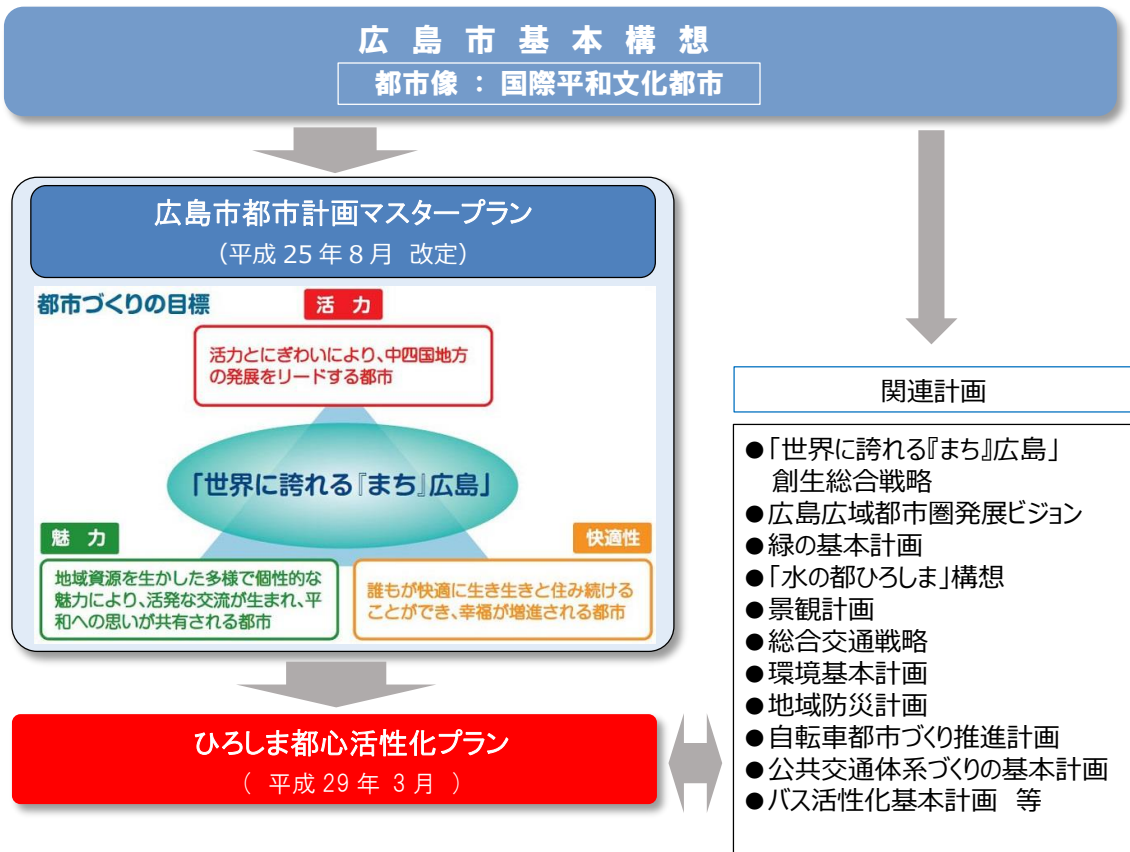 広島市基本構想
都市像 : 国際平和文化都市
広島市都市計画マスタープラン
(平成 25 年 8 月 改定)
都市づくりの目標
活 力
活力とにぎわいにより、中四国地方
の発展をリードする都市
「世界に誇れる『まち』広島」
魅 力
地域資源を生かした多様で個性的な
魅力により、活発な交流が生まれ、平
和への思いが共有される都市
快適性
誰もが快適に生き生きと住み続ける
ことができ、幸福が増進される都市
ひろしま都心活性化プラン
( 平成 29 年 3 月 )
関連計画
●「世界に誇れる『まち』広島」
創生総合戦略
●広島広域都市圏発展ビジョン
●緑の基本計画
●「水の都ひろしま」構想
●景観計画
●総合交通戦略
●環境基本計画
●地域防災計画
●自転車都市づくり推進計画
●公共交通体系づくりの基本計画
●バス活性化基本計画 等